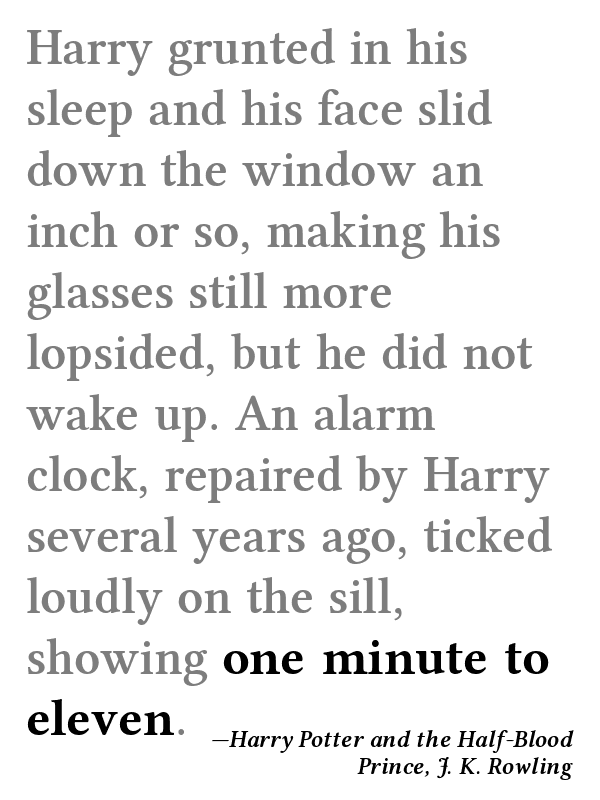 Harry grunted in his
sleep and his face slid
down the window an
inch or so, making his
glasses still more
lopsided, but he did not
wake up. An alarm
clock, repaired by Harry
several years ago, ticked
loudly on the sill,
showing one minute to
eleven.
—Harry Potter and the Half-Blood
Prince, J. K. Rowling